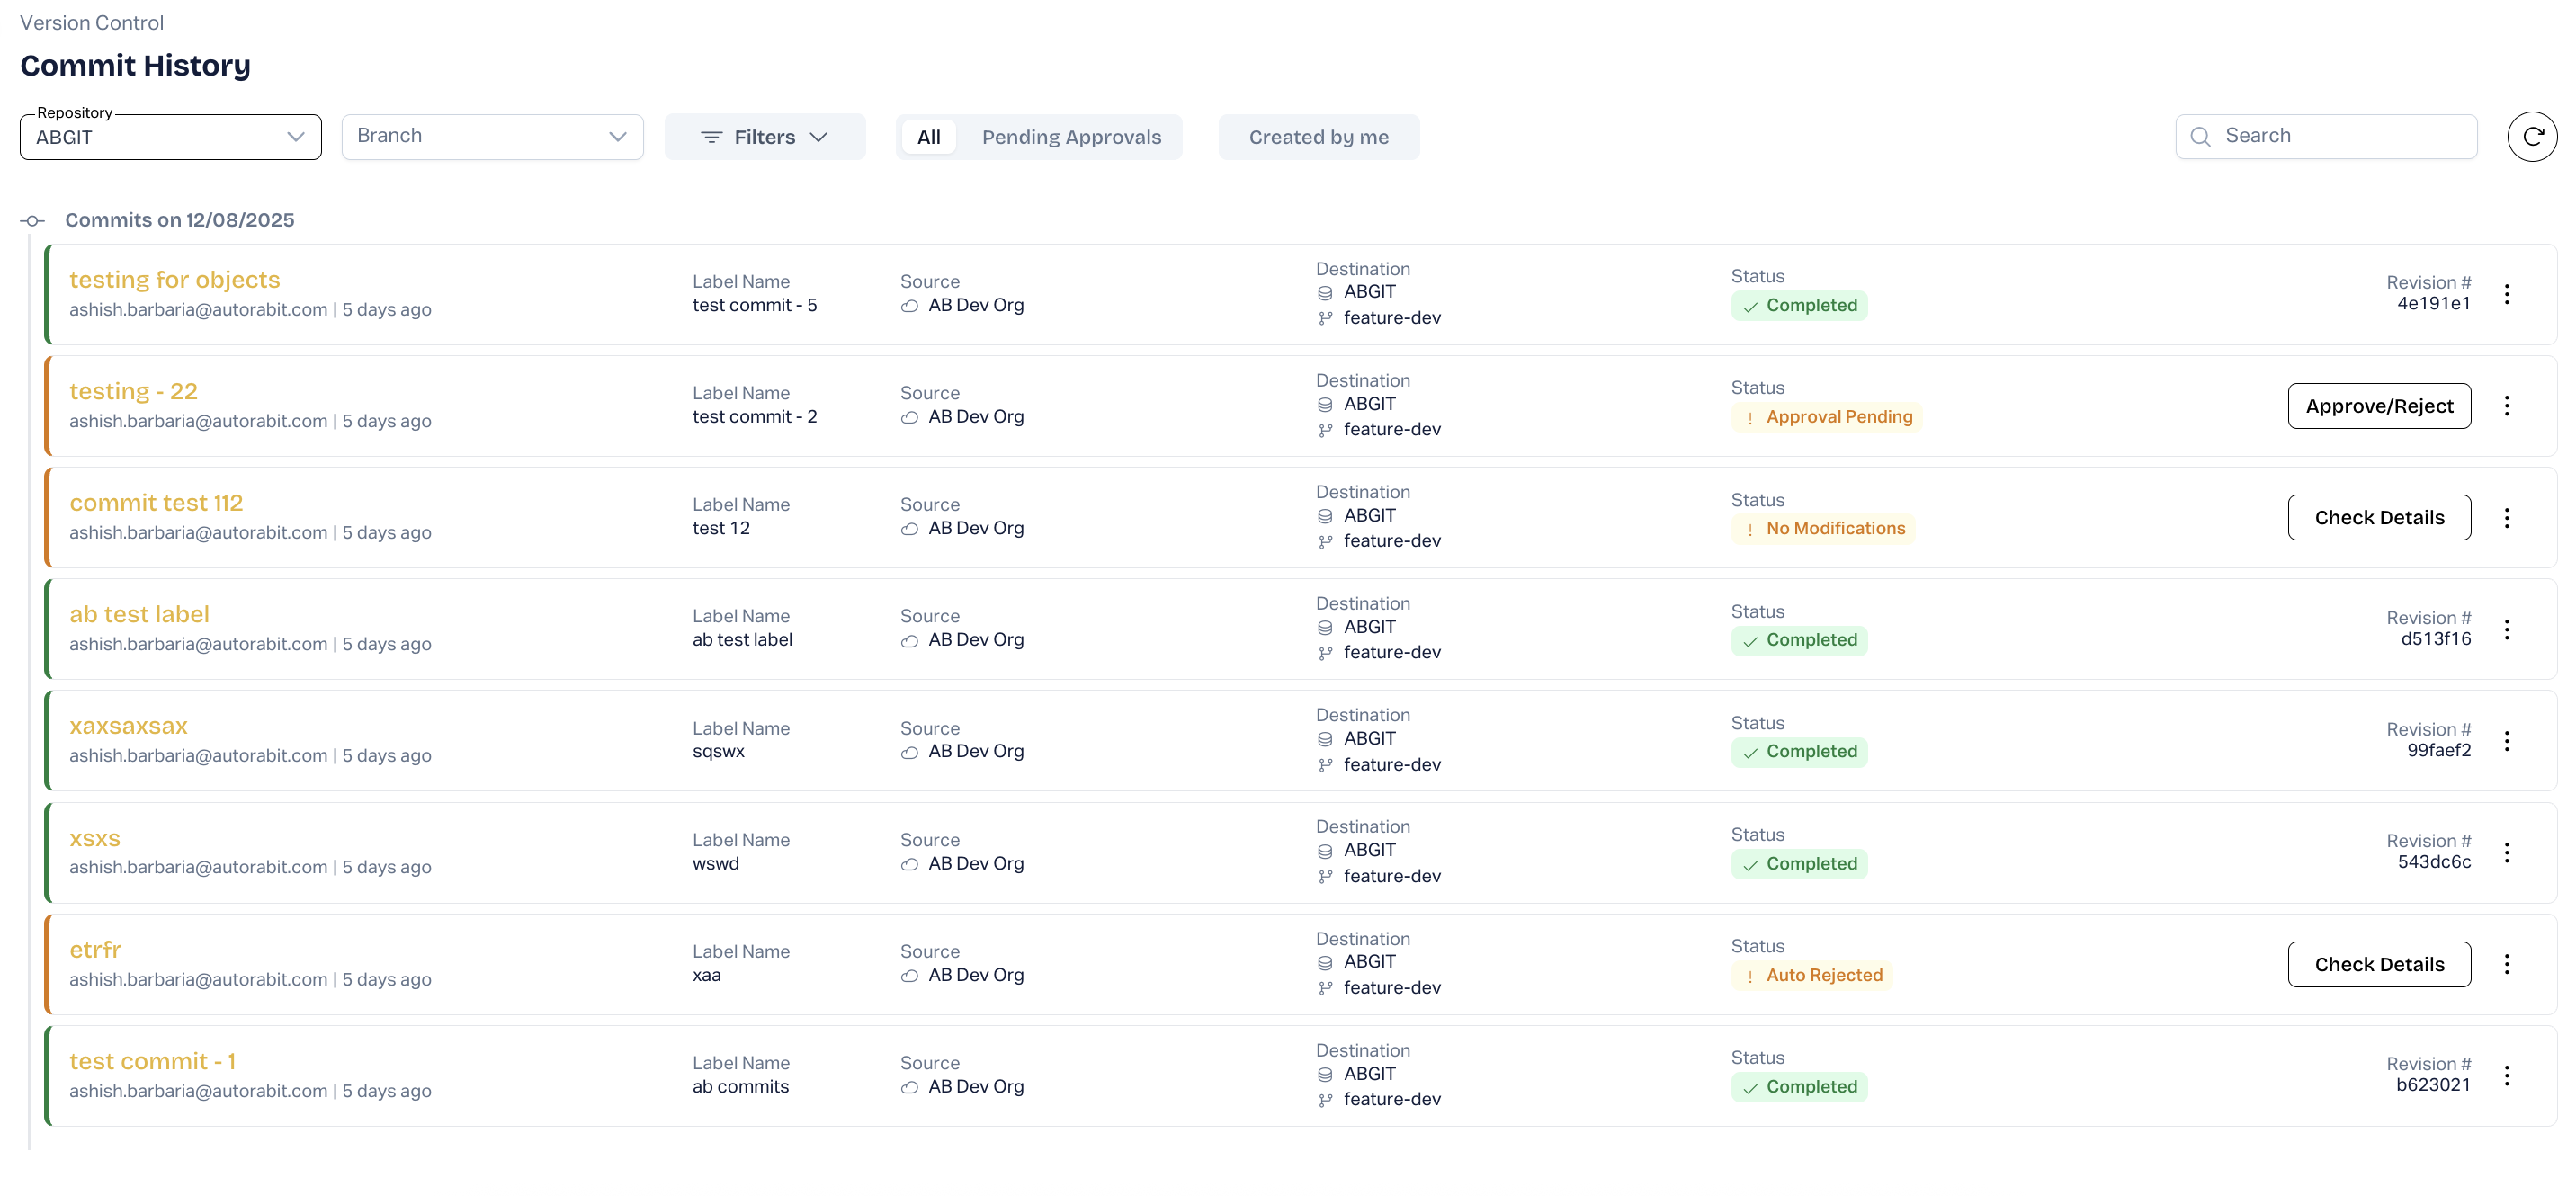 Version Control
Commit History
Repository
ABGIT
Branch
Filters
All
Pending Approvals
Created by me
Search
Commits on 12/08/2025
testing for objects
ashish.barbaria@autorabit.com | 5 days ago
Label Name
test commit - 5
Source
AB Dev Org
Destination
ABGIT
feature-dev
Status
Completed
Revision #
4e191e1
testing - 22
ashish.barbaria@autorabit.com | 5 days ago
Label Name
test commit - 2
Source
AB Dev Org
Destination
ABGIT
feature-dev
Status
! Approval Pending
Approve/Reject
commit test 112
ashish.barbaria@autorabit.com | 5 days ago
Label Name
test 12
Source
AB Dev Org
Destination
ABGIT
feature-dev
Status
! No Modifications
Check Details
ab test label
ashish.barbaria@autorabit.com | 5 days ago
Label Name
ab test label
Source
AB Dev Org
Destination
ABGIT
feature-dev
Status
Completed
Revision #
d513f16
xaxsaxsax
ashish.barbaria@autorabit.com | 5 days ago
Label Name
sqswx
Source
AB Dev Org
Destination
ABGIT
feature-dev
Status
Completed
Revision #
99faef2
xsxs
ashish.barbaria@autorabit.com | 5 days ago
Label Name
wswd
Source
AB Dev Org
Destination
ABGIT
feature-dev
Status
Completed
Revision #
543dc6c
etrfr
ashish.barbaria@autorabit.com | 5 days ago
Label Name
xaa
Source
AB Dev Org
Destination
ABGIT
feature-dev
Status
! Auto Rejected
Check Details
test commit - 1
ashish.barbaria@autorabit.com | 5 days ago
Label Name
ab commits
Source
AB Dev Org
Destination
ABGIT
feature-dev
Status
Completed
Revision #
b623021